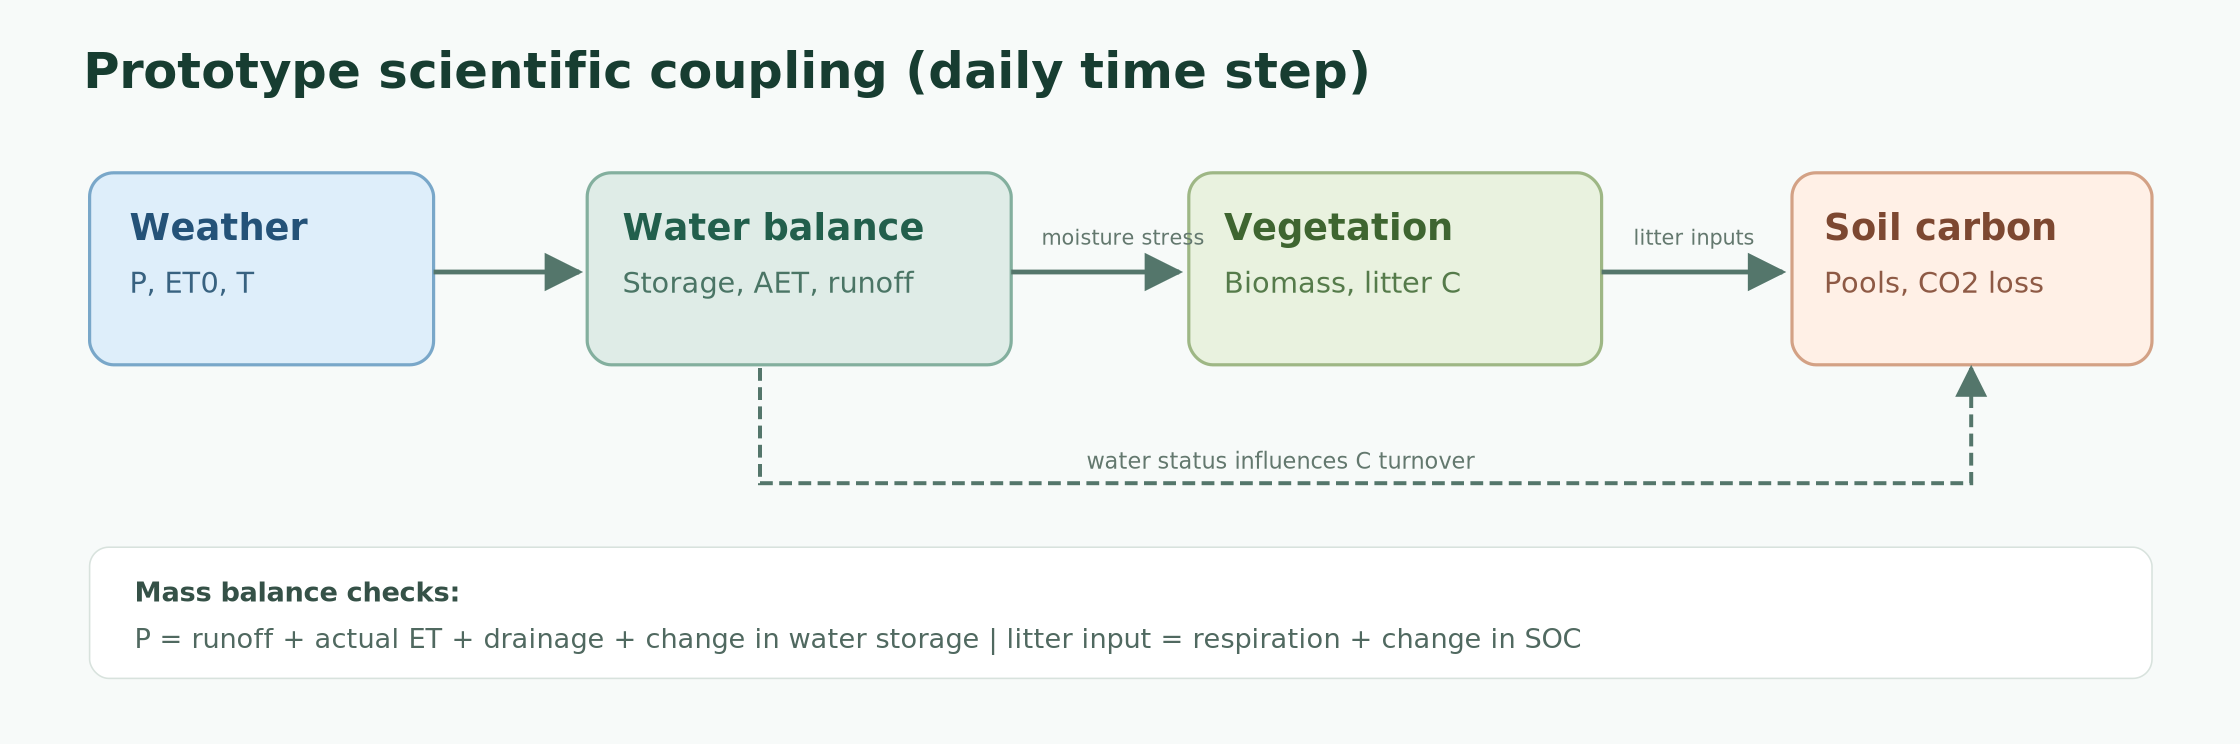 Prototype scientific coupling (daily time step)
Weather
P, ET0, T
Water balance
Storage, AET, runoff
moisture stress
Vegetation
Biomass, litter C
litter inputs
Soil carbon
Pools, CO2 loss
water status influences C turnover
Mass balance checks:
P = runoff + actual ET + drainage + change in water storage | litter input = respiration + change in SOC